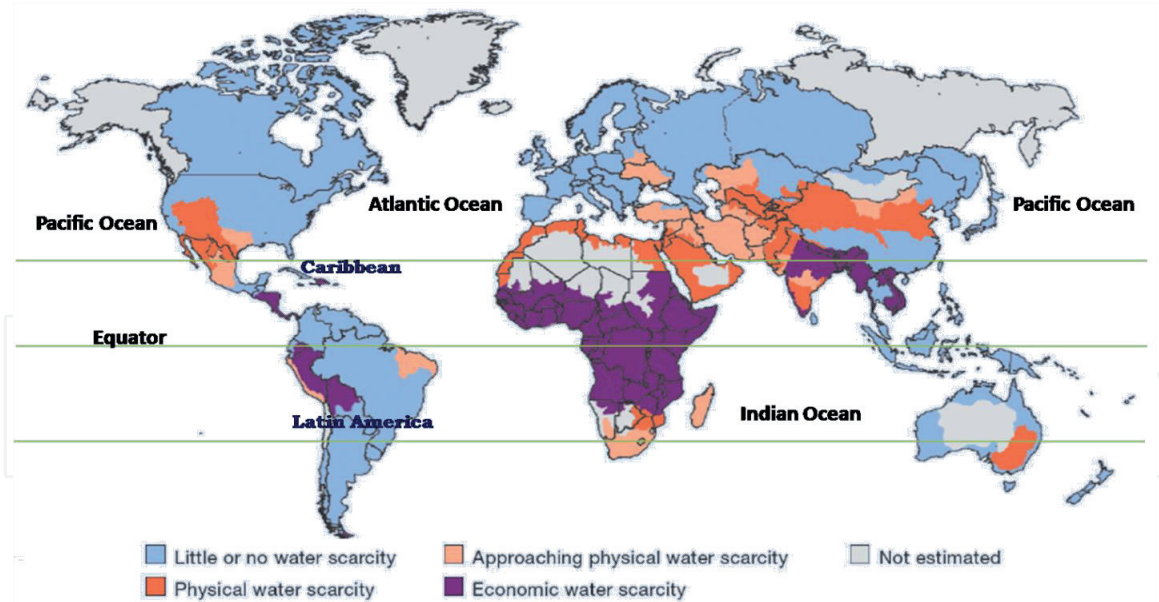 Atlantic Ocean
Pacific Ocean
Pacific Ocean
Caribbean
Equator
Indian Ocean
Latin America
Little or no water scarcity
Approaching physical water scarcity
Not estimated
Physical water scarcity
Economic water scarcity